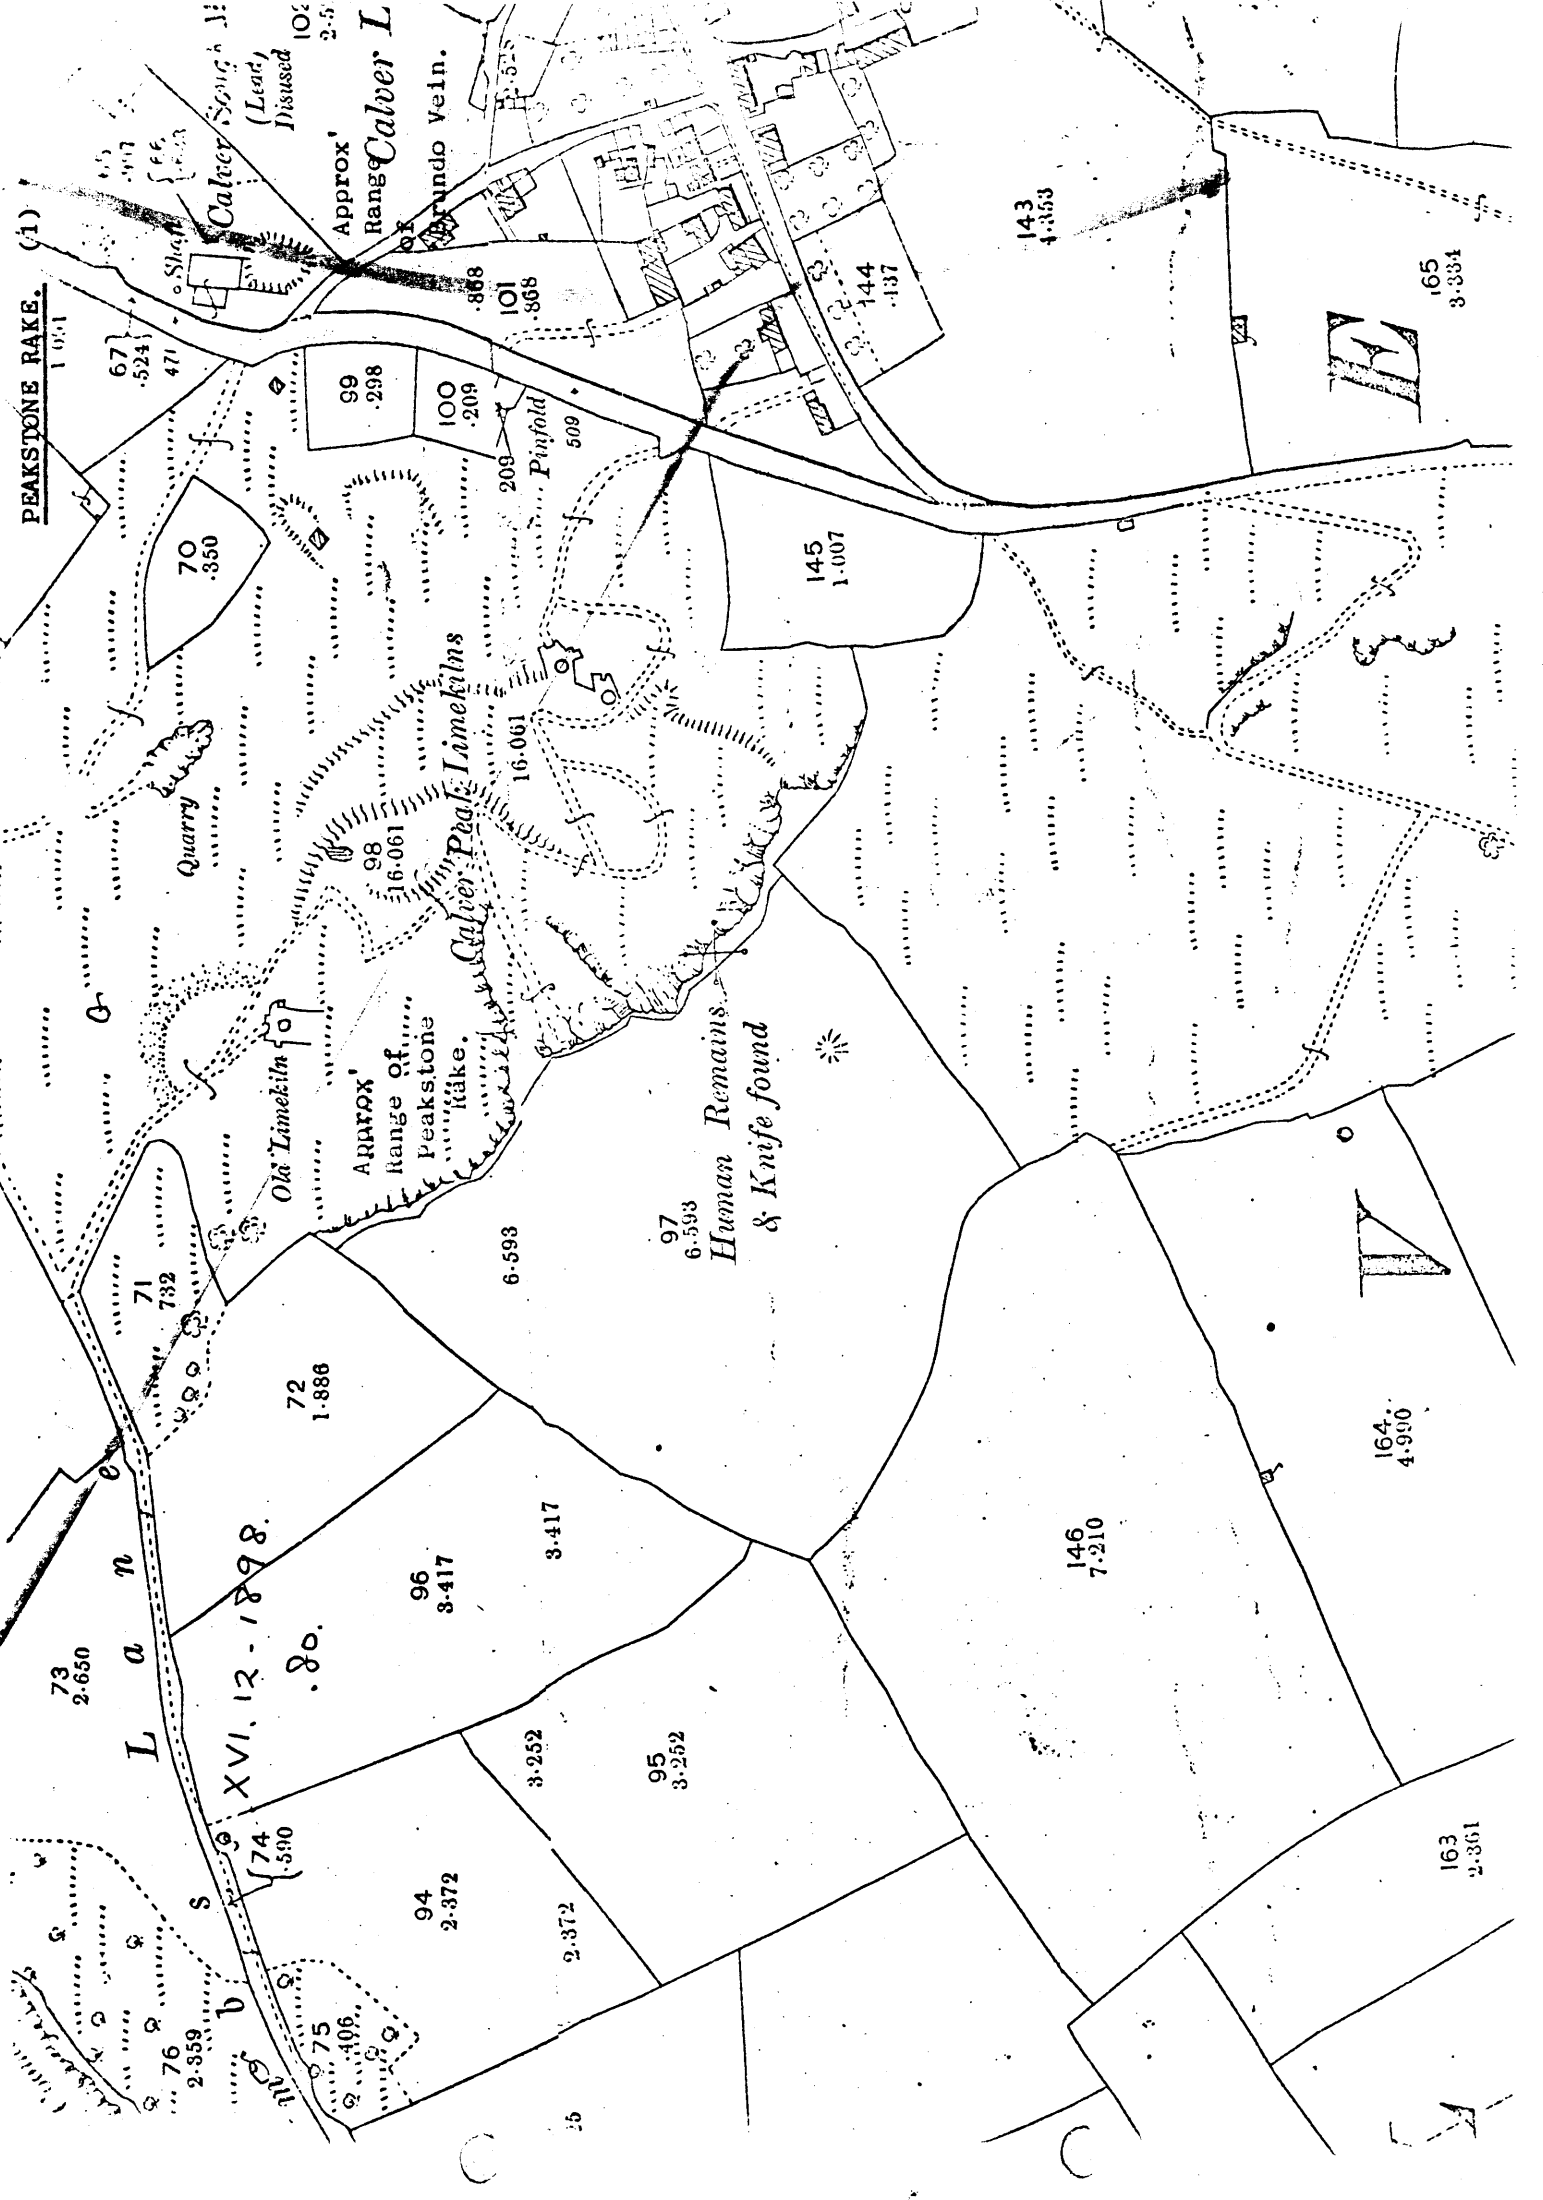 PEAKSTONE RAKE. (i)
67
.524
471
Shaft
Calver
(Lead,
Disused
Approx'
Range
of
Brundo Vein.
Calver L
.868
101
.868
99
.298
100
.209
209
Pinfold
509
70
.350
144
.437
143
4.353
165
3.334
E
145
1.007
Quarry
98
16.061
16.061
Calver Peak Limekilns
Old Limekiln
Approx'
Range of
Peakstone
Rake.
71
732
72
1.886
6.593
97
6.593
Human Remains
& Knife found
73
2.650
L a n e
XVI. 12 - 1898.
96
3.417
3.417
146
7.210
164
4.990
74
.590
94
2.372
2.372
3.252
95
3.252
163
2.361
76
2.359
75
.406
m b s